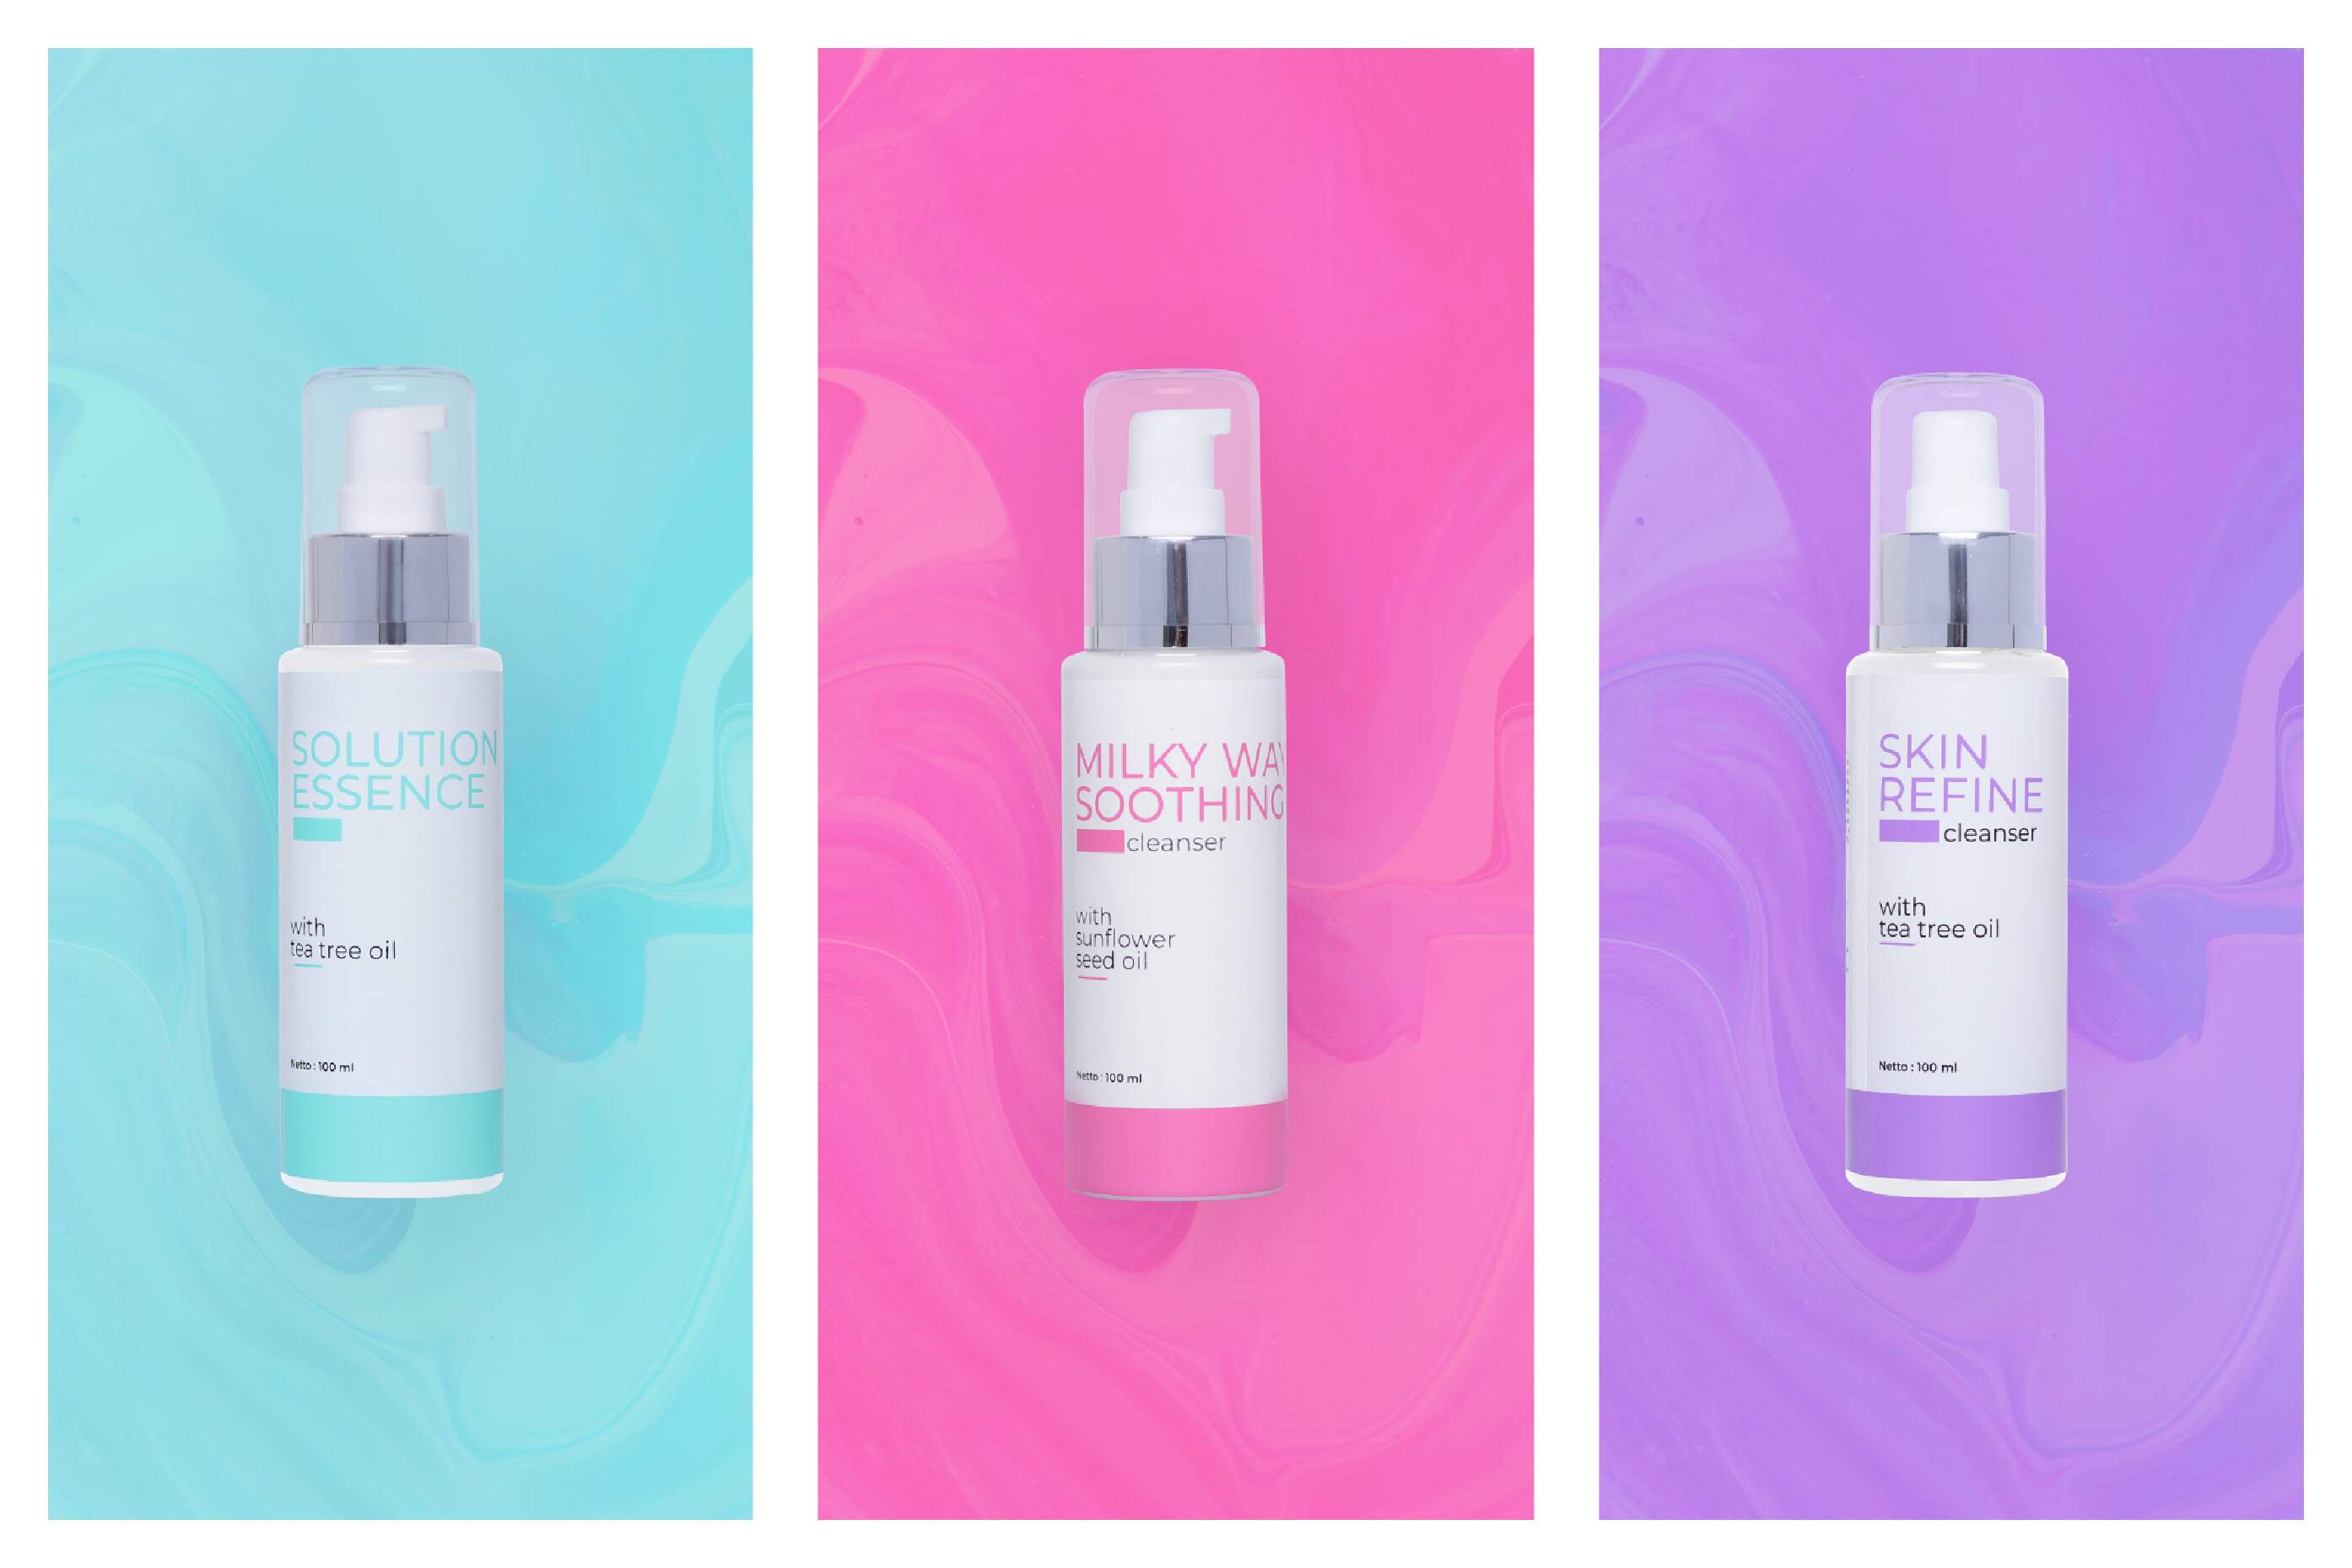 SOLUTION
ESSENCE
with
tea tree oil
Netto : 100 ml
MILKY WAY
SOOTHING
cleanser
with
sunflower
seed oil
Netto : 100 ml
SKIN
REFINE
cleanser
with
tea tree oil
Netto : 100 ml